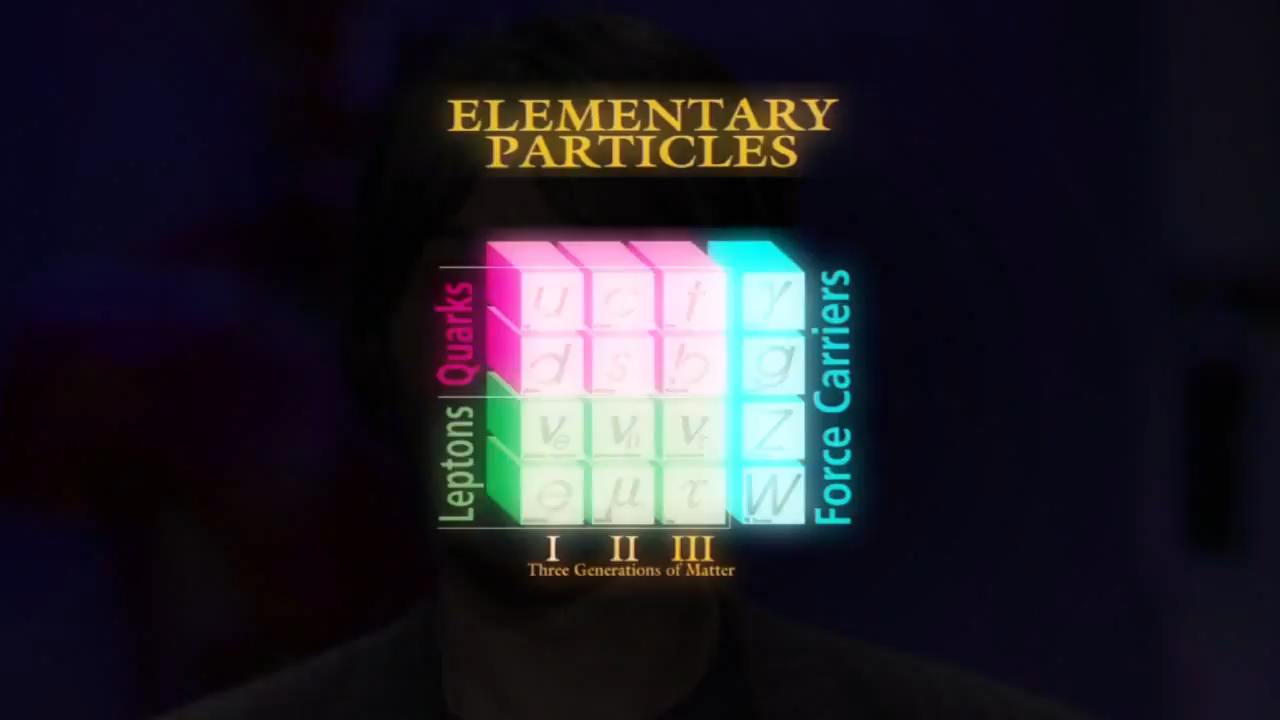 ELEMENTARY
PARTICLES
Quarks
Leptons
Force Carriers
u c t γ
d s b g
νe νμ ντ Z
e μ τ W
I II III
Three Generations of Matter